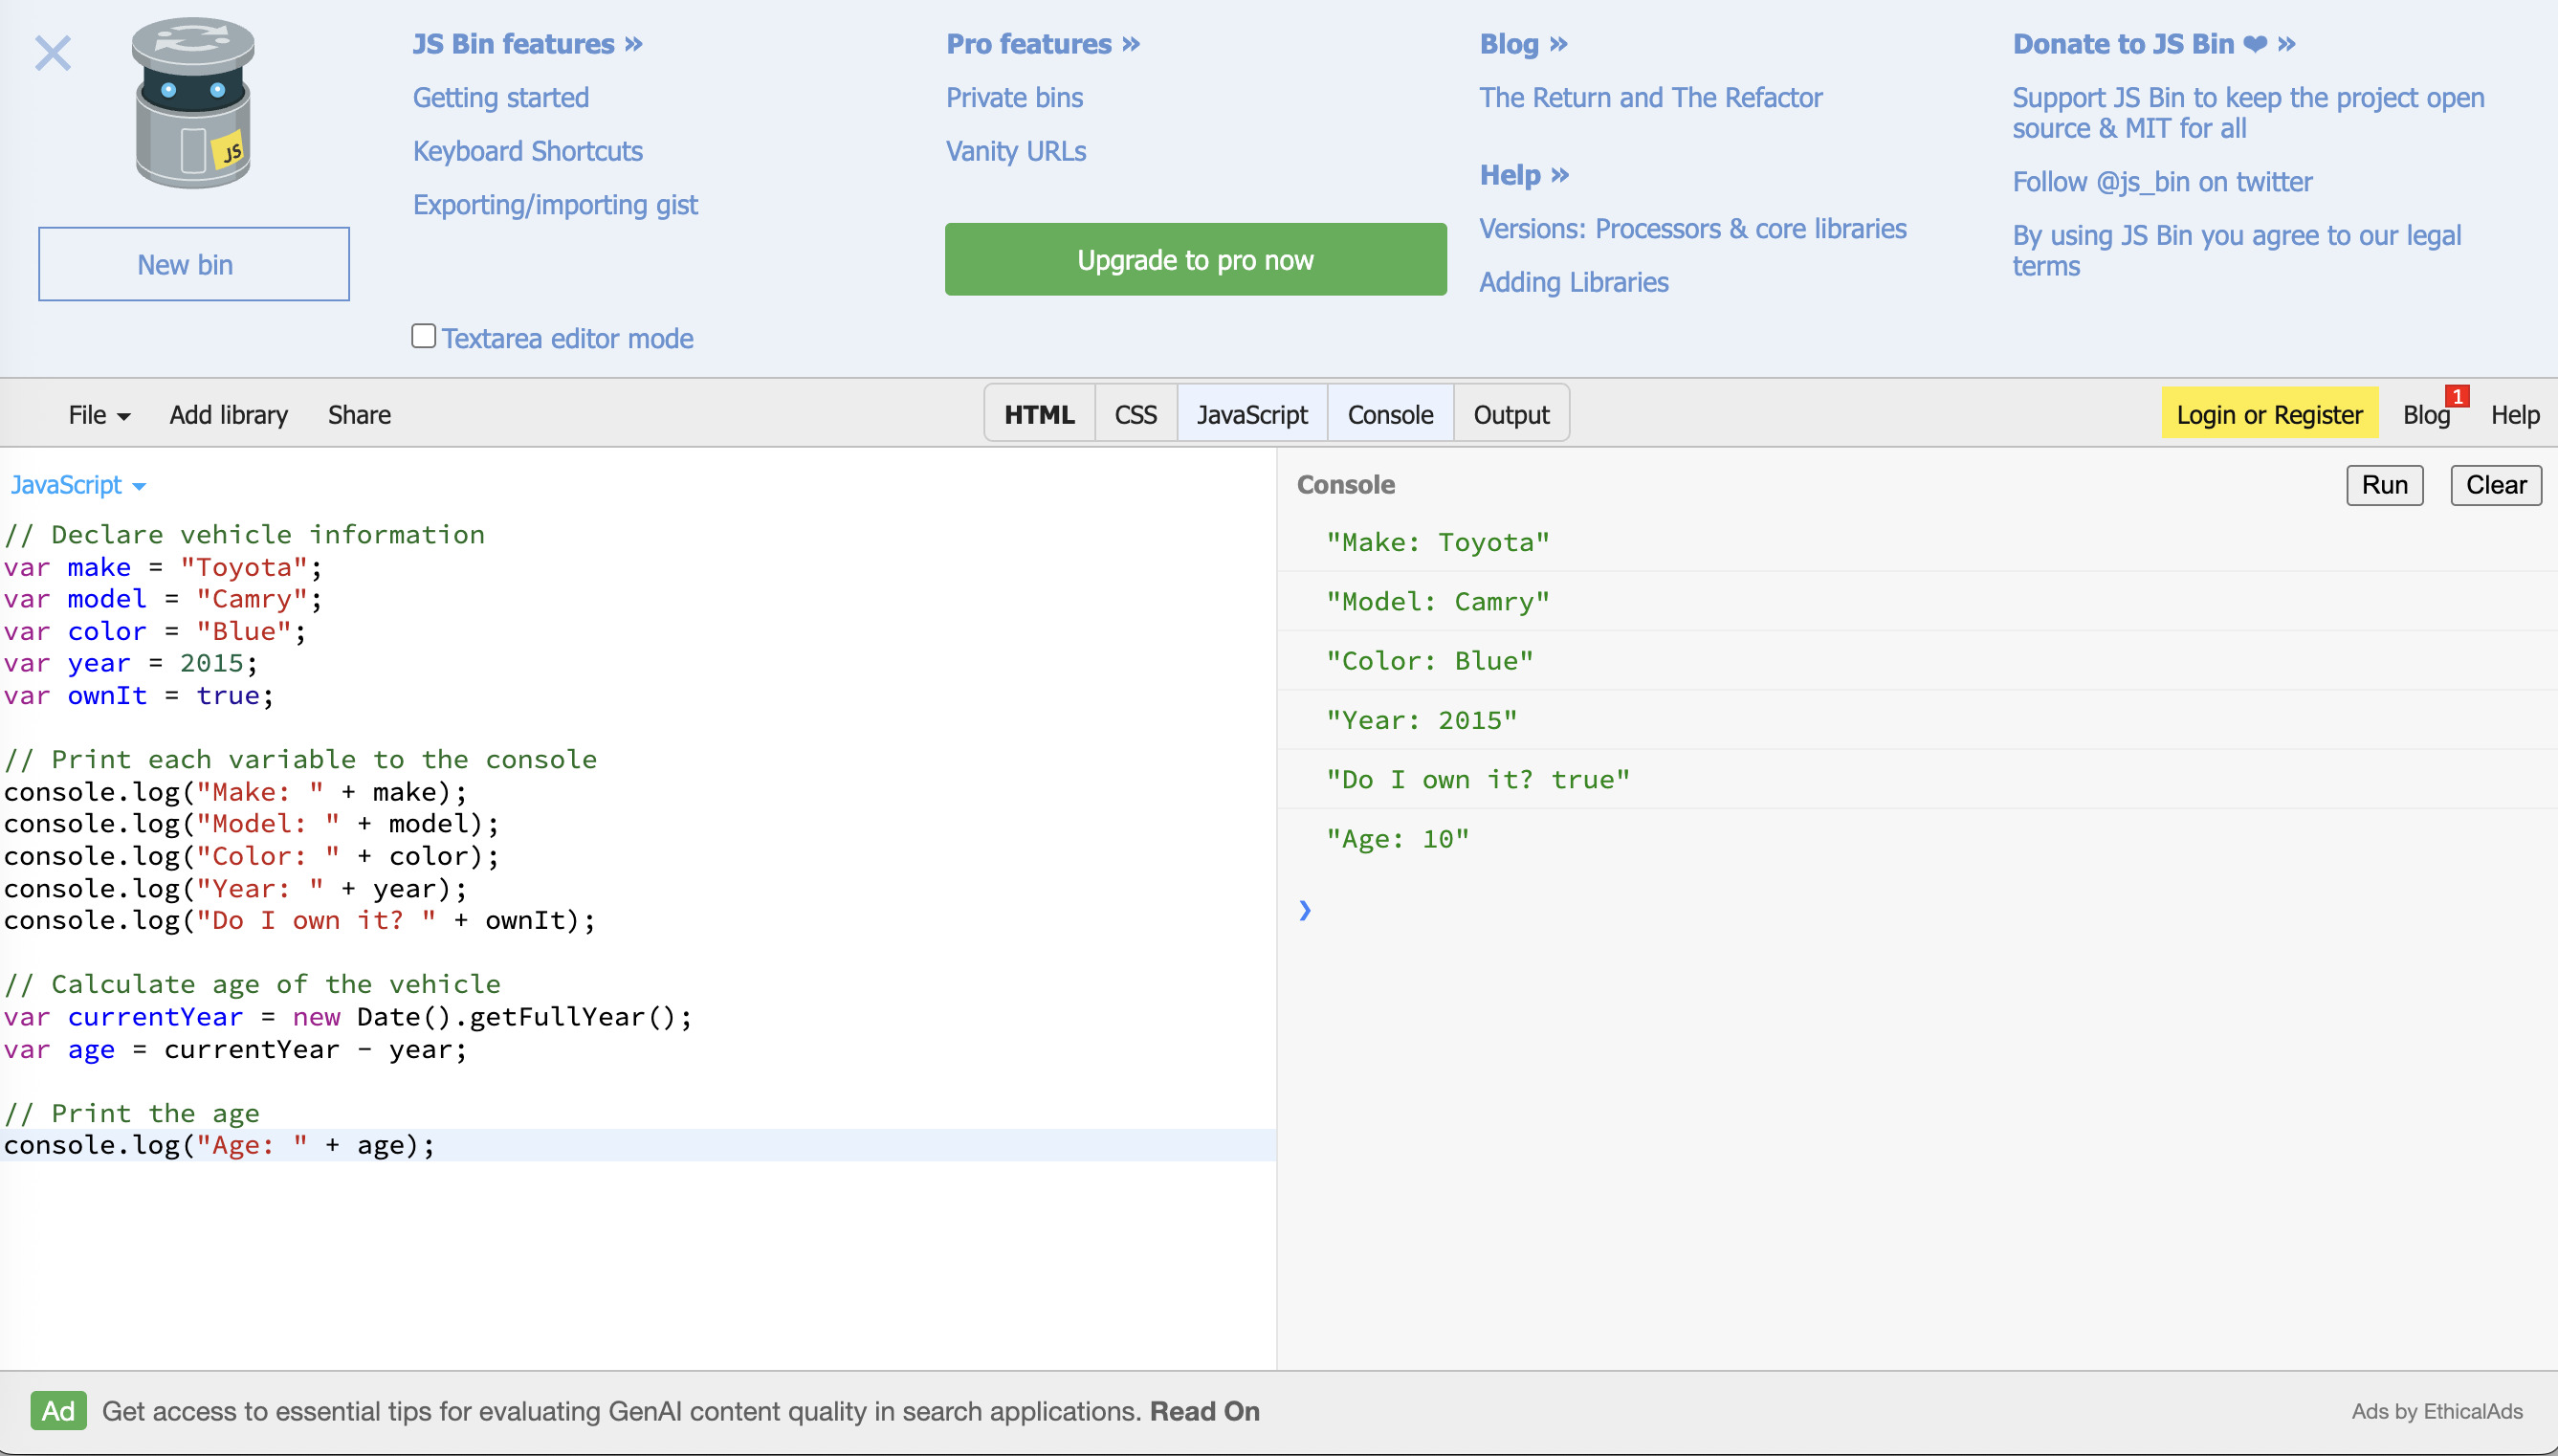 JS Bin features »
Getting started
Keyboard Shortcuts
Exporting/importing gist
Textarea editor mode
Pro features »
Private bins
Vanity URLs
Upgrade to pro now
Blog »
The Return and The Refactor
Help »
Versions: Processors & core libraries
Adding Libraries
Donate to JS Bin ❤ »
Support JS Bin to keep the project open
source & MIT for all
Follow @js_bin on twitter
By using JS Bin you agree to our legal
terms
JS
New bin
File Add library Share HTML CSS JavaScript Console Output Login or Register Blog 1 Help
JavaScript
// Declare vehicle information
var make = "Toyota";
var model = "Camry";
var color = "Blue";
var year = 2015;
var ownIt = true;
// Print each variable to the console
console.log("Make: " + make);
console.log("Model: " + model);
console.log("Color: " + color);
console.log("Year: " + year);
console.log("Do I own it? " + ownIt);
// Calculate age of the vehicle
var currentYear = new Date().getFullYear();
var age = currentYear - year;
// Print the age
console.log("Age: " + age);
Console Run Clear
"Make: Toyota"
"Model: Camry"
"Color: Blue"
"Year: 2015"
"Do I own it? true"
"Age: 10"
Ad Get access to essential tips for evaluating GenAI content quality in search applications. Read On
Ads by EthicalAds